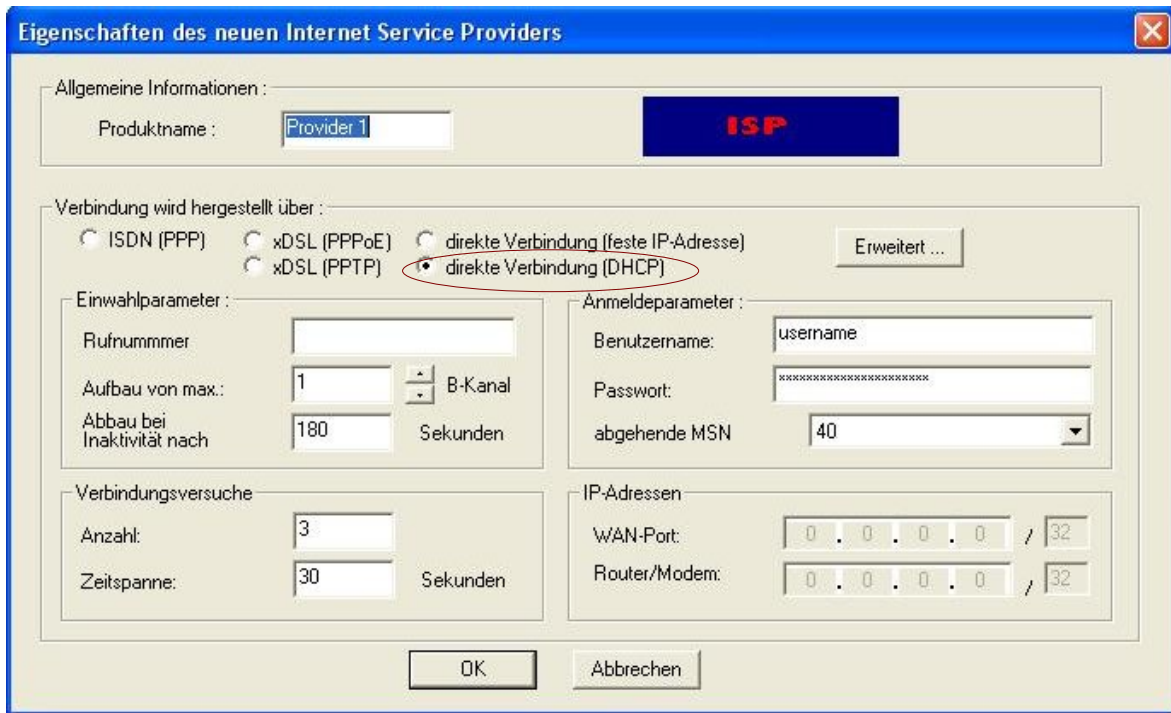 Eigenschaften des neuen Internet Service Providers
Allgemeine Informationen :
Produktname :
Provider 1
ISP
Verbindung wird hergestellt über :
ISDN (PPP)
xDSL (PPPoE)
direkte Verbindung (feste IP-Adresse)
Erweitert ...
xDSL (PPTP)
direkte Verbindung (DHCP)
Einwahlparameter :
Rufnummmer
Aufbau von max.:
1
B-Kanal
Abbau bei
Inaktivität nach
180
Sekunden
Anmeldeparameter :
Benutzername:
username
Passwort:
**********************
abgehende MSN
40
Verbindungsversuche
Anzahl:
3
Zeitspanne:
30
Sekunden
IP-Adressen
WAN-Port:
0 . 0 . 0 . 0 / 32
Router/Modem:
0 . 0 . 0 . 0 / 32
OK
Abbrechen